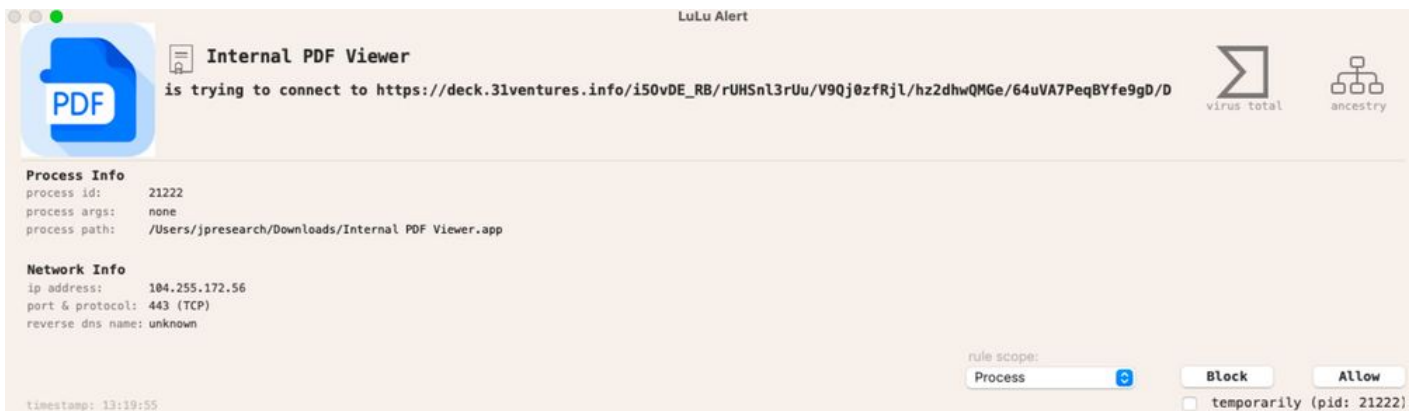 LuLu Alert
PDF
Internal PDF Viewer
is trying to connect to https://deck.31ventures.info/i5OvDE_RB/rUHSnl3rUu/V9Qj0zfRjl/hz2dhwQMGe/64uVA7PeqBYfe9gD/D
virus total
ancestry
Process Info
process id: 21222
process args: none
process path: /Users/jpresearch/Downloads/Internal PDF Viewer.app
Network Info
ip address: 104.255.172.56
port & protocol: 443 (TCP)
reverse dns name: unknown
rule scope:
Process
Block
Allow
timestamp: 13:19:55
temporarily (pid: 21222)